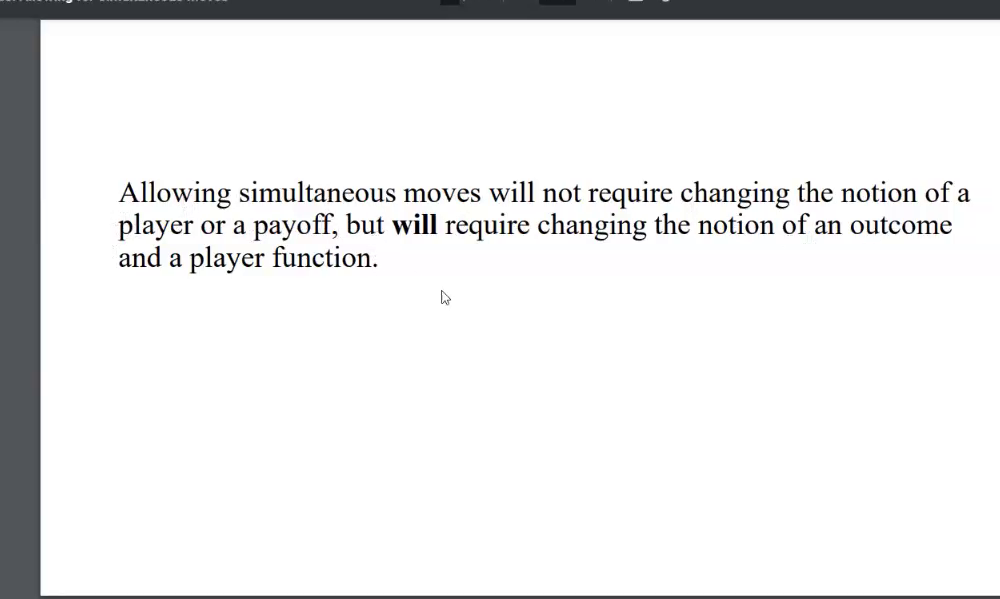 Allowing simultaneous moves will not require changing the notion of a
player or a payoff, but will require changing the notion of an outcome
and a player function.